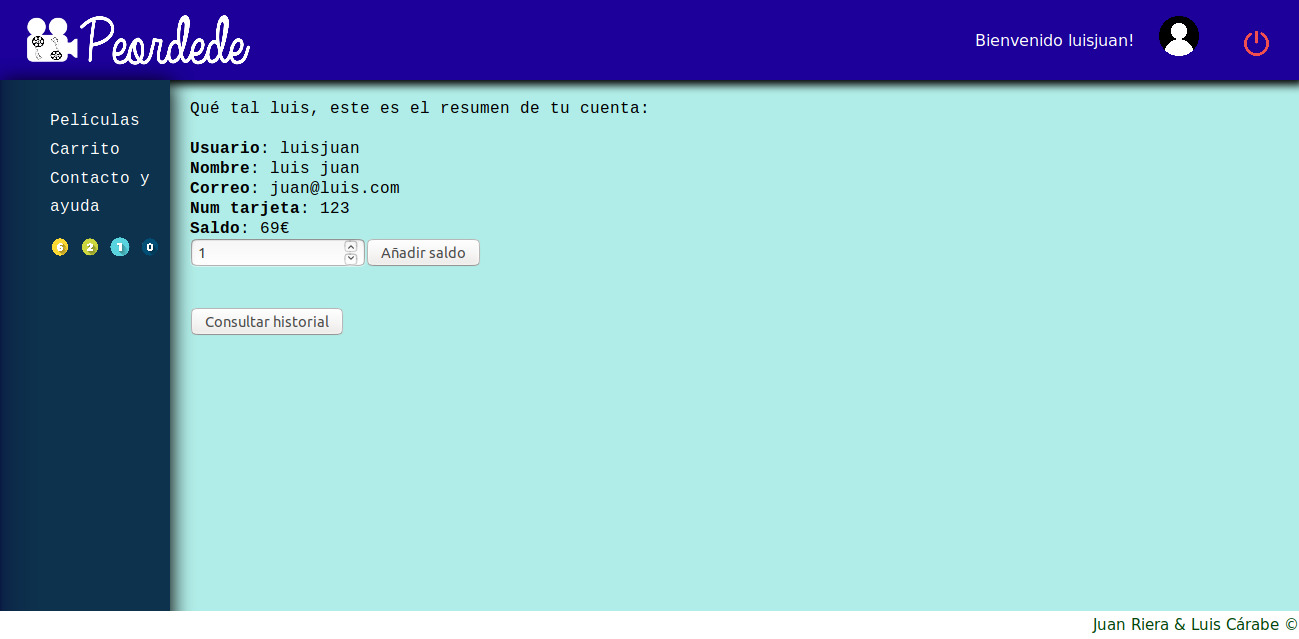 Peordede
Bienvenido luisjuan!
Películas
Carrito
Contacto y
ayuda
6 2 1 0
Qué tal luis, este es el resumen de tu cuenta:
Usuario: luisjuan
Nombre: luis juan
Correo: juan@luis.com
Num tarjeta: 123
Saldo: 69€
1 Añadir saldo
Consultar historial
Juan Riera & Luis Cárabe ©